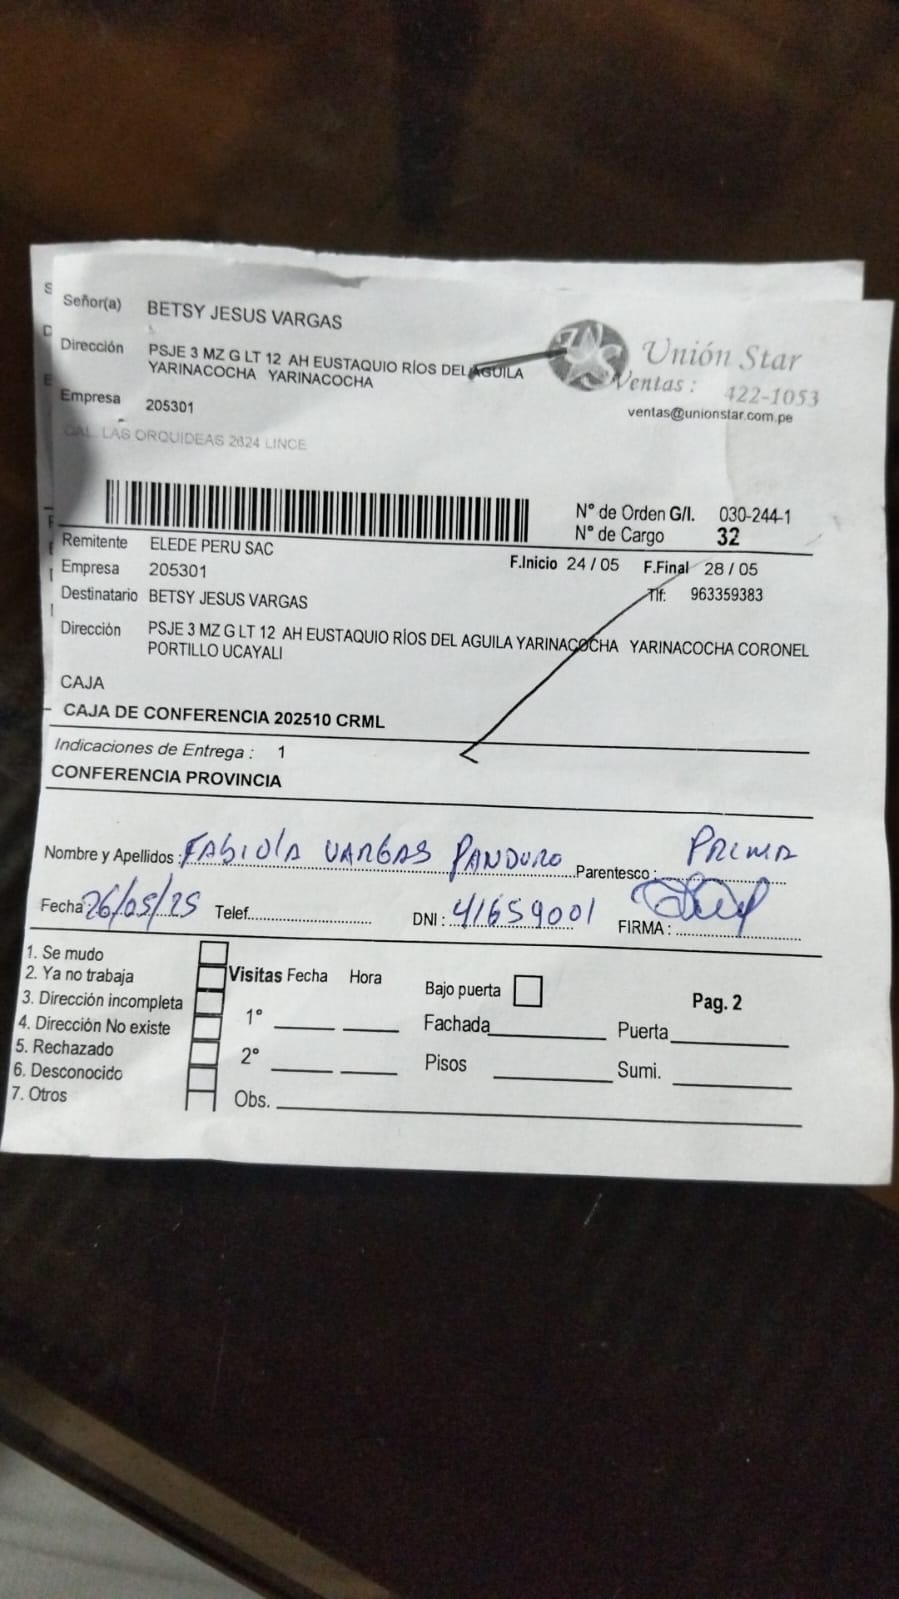 Señor(a) BETSY JESUS VARGAS
Dirección PSJE 3 MZ G LT 12 AH EUSTAQUIO RÍOS DEL AGUILA
YARINACOCHA YARINACOCHA
Empresa 205301
CAL. LAS ORQUIDEAS 2624 LINCE
Unión Star
Ventas : 422-1053
ventas@unionstar.com.pe
N° de Orden G/I. 030-244-1
N° de Cargo 32
Remitente ELEDE PERU SAC
Empresa 205301
F.Inicio 24 / 05 F.Final 28 / 05
Destinatario BETSY JESUS VARGAS
Tlf: 963359383
Dirección PSJE 3 MZ G LT 12 AH EUSTAQUIO RÍOS DEL AGUILA YARINACOCHA YARINACOCHA CORONEL
PORTILLO UCAYALI
CAJA
CAJA DE CONFERENCIA 202510 CRML
Indicaciones de Entrega : 1
CONFERENCIA PROVINCIA
Nombre y Apellidos : FABIOLA VARGAS PANDURO Parentesco : PRIMA
Fecha 26/05/25 Telef. DNI : 41659001 FIRMA :
1. Se mudo
2. Ya no trabaja
3. Dirección incompleta
4. Dirección No existe
5. Rechazado
6. Desconocido
7. Otros
Visitas Fecha Hora
1°
2°
Obs.
Bajo puerta
Pag. 2
Fachada Puerta
Pisos Sumi.